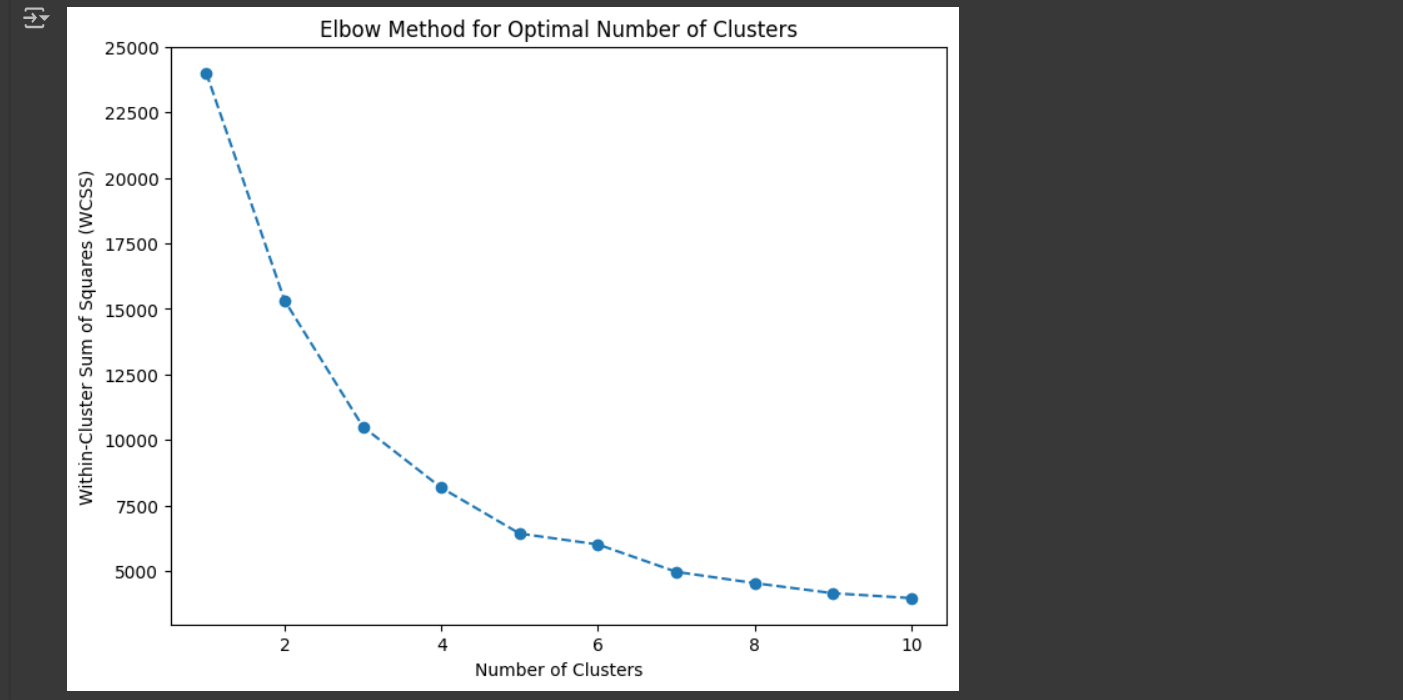 Elbow Method for Optimal Number of Clusters
25000
22500
20000
17500
15000
12500
10000
7500
5000
Within-Cluster Sum of Squares (WCSS)
2 4 6 8 10
Number of Clusters